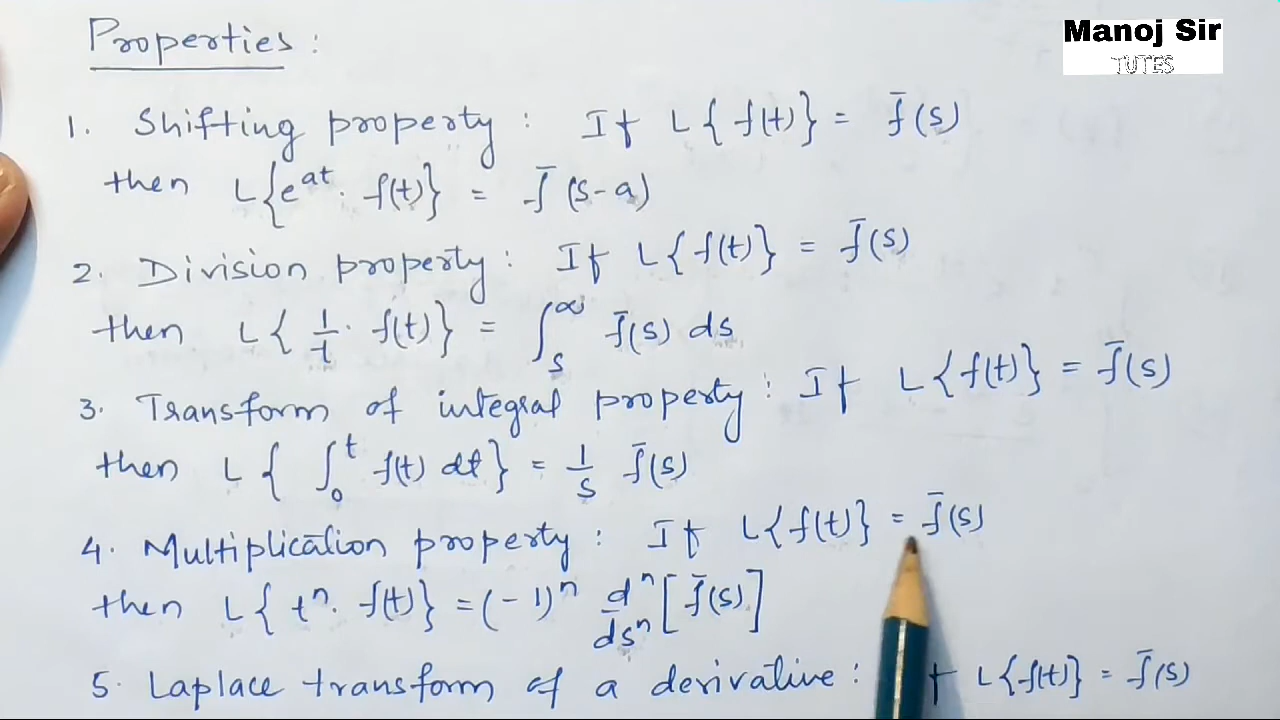 Manoj Sir
TUTES
Properties:
1. Shifting property: If L{f(t)} = f̄(s)
then L{e^at. f(t)} = f̄(s-a)
2. Division property: If L{f(t)} = f̄(s)
then L{1/t. f(t)} = ∫_s^∞ f̄(s) ds
3. Transform of integral property: If L{f(t)} = f̄(s)
then L{∫_0^t f(t) dt} = 1/s f̄(s)
4. Multiplication property: If L{f(t)} = f̄(s)
then L{t^n. f(t)} = (-1)^n d^n/ds^n [f̄(s)]
5. Laplace transform of a derivative: L{f(t)} = f̄(s)